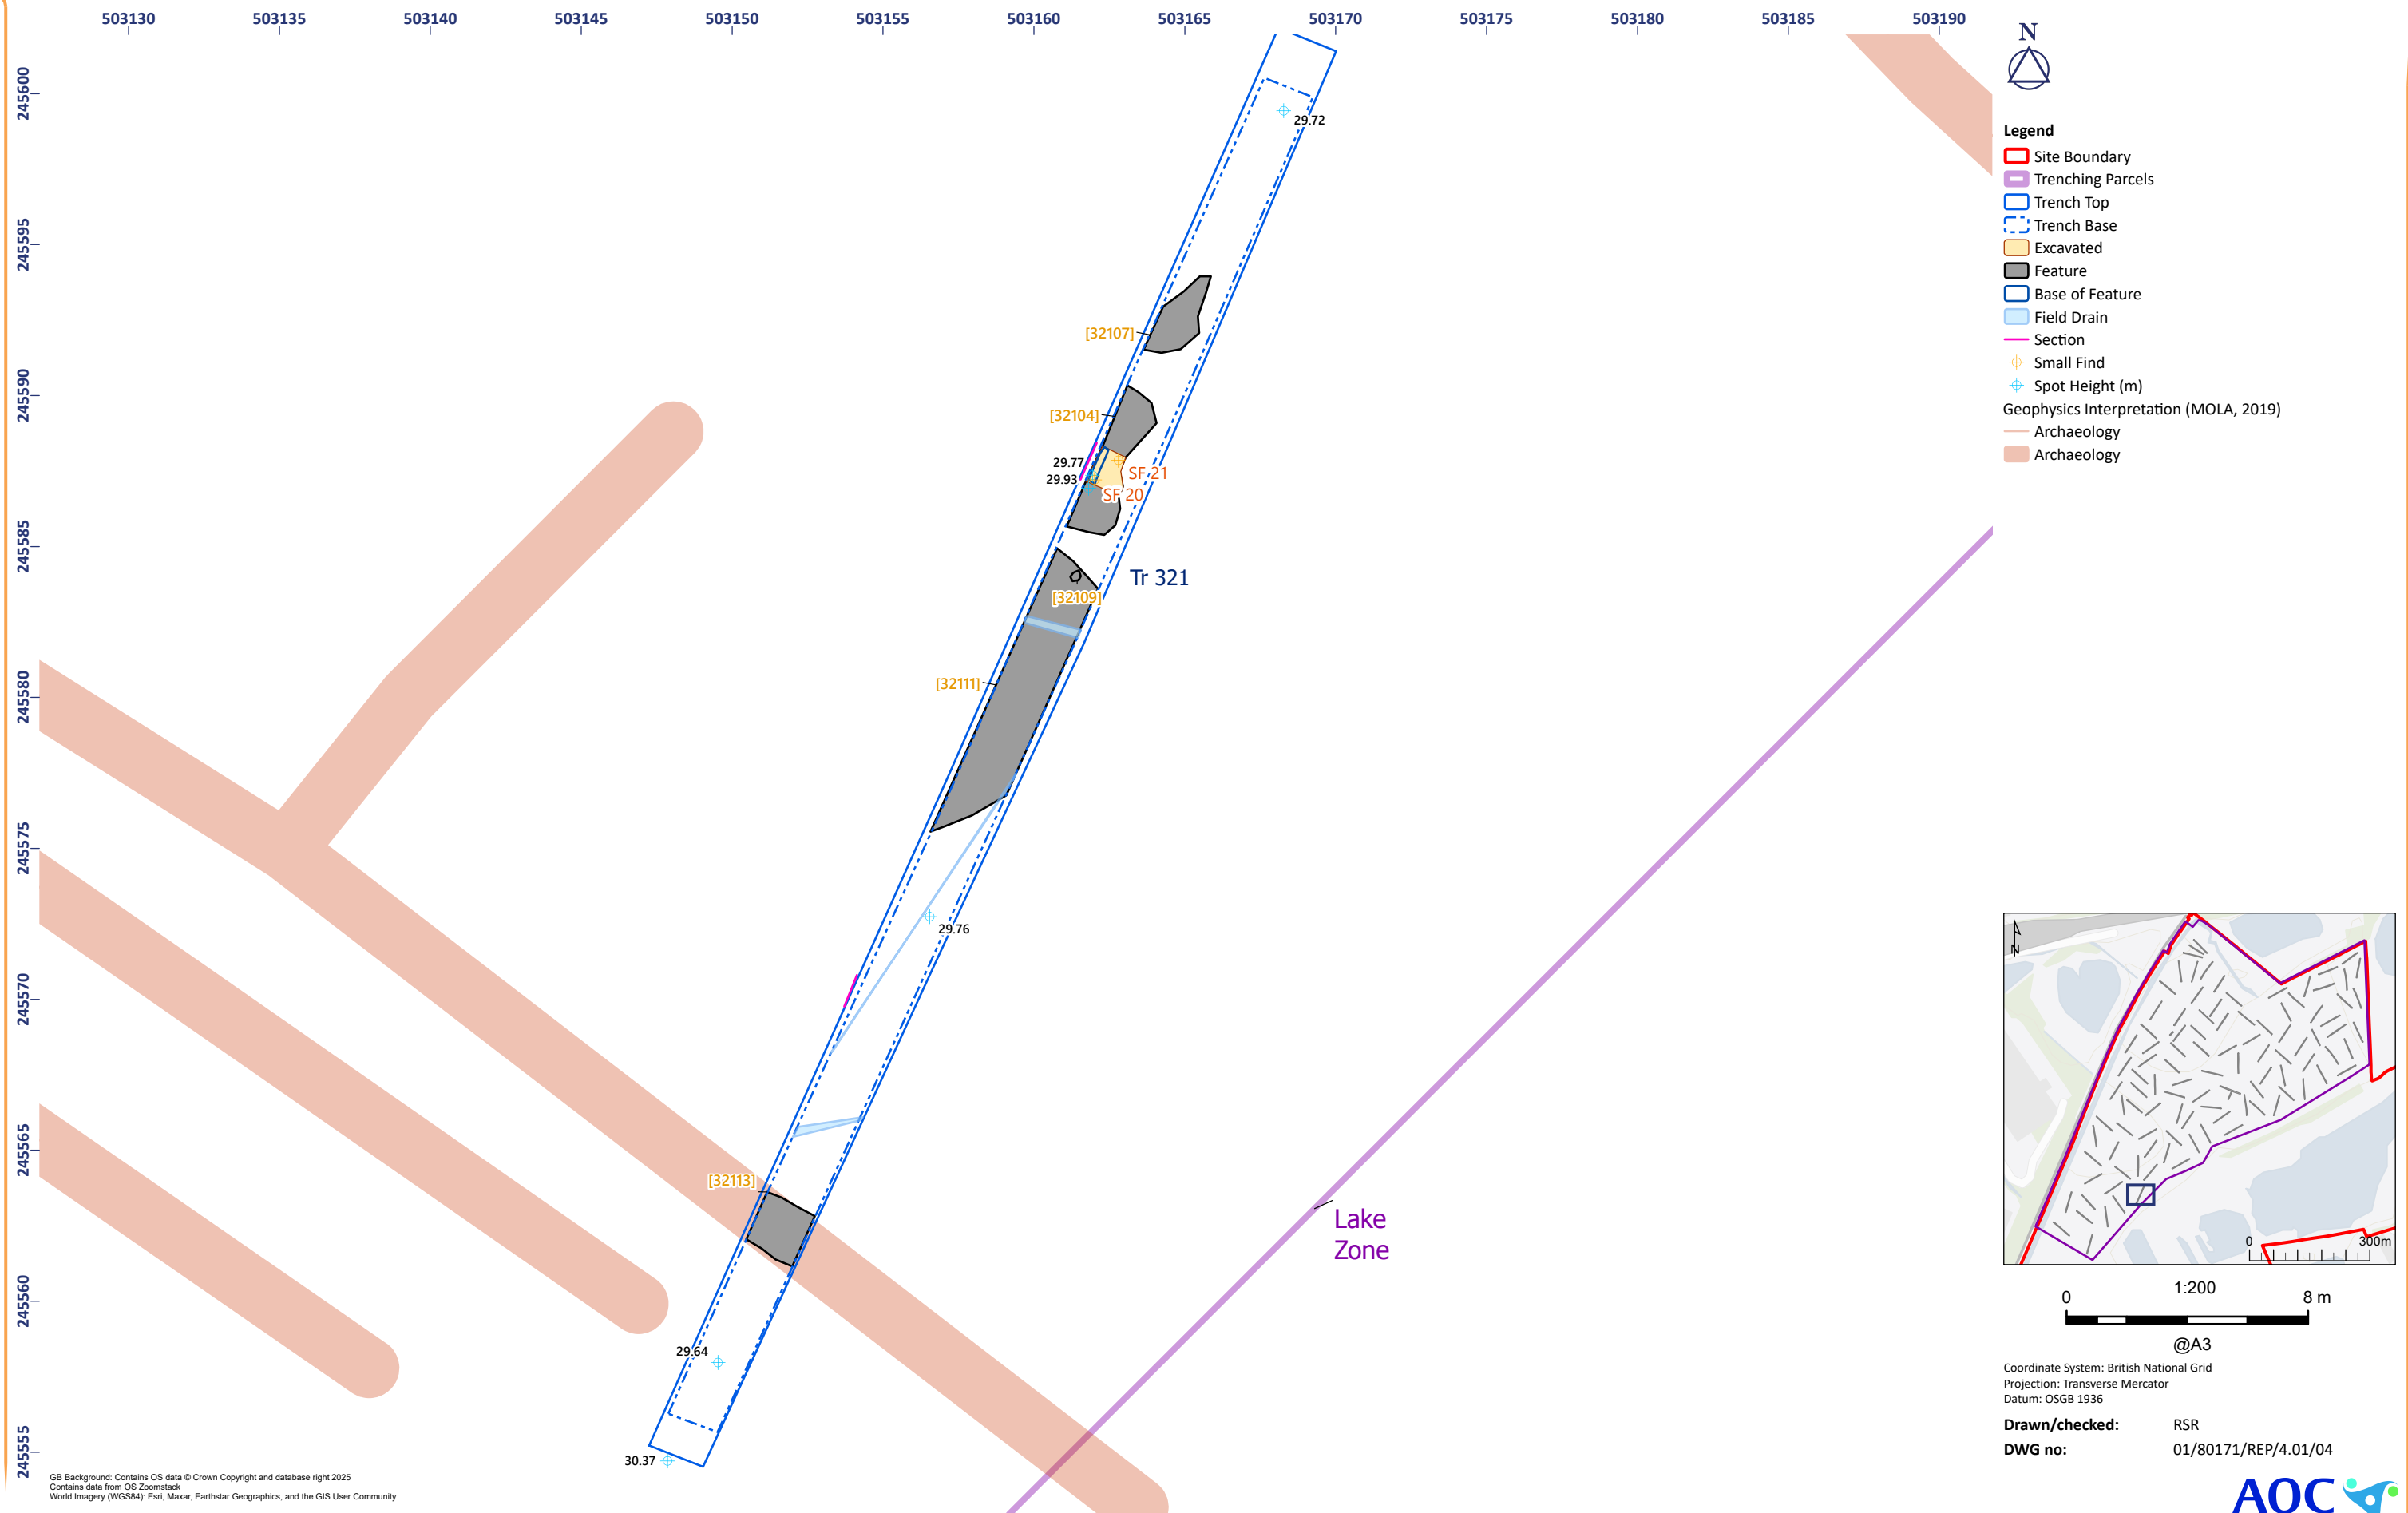 503130 503135 503140 503145 503150 503155 503160 503165 503170 503175 503180 503185 503190
245600
245595
245590
245585
245580
245575
245570
245565
245560
245555
29.72
[32107]
[32104]
29.77
29.93
SF 21
SF 20
Tr 321
[32109]
[32111]
29.76
[32113]
29.64
30.37
Lake
Zone
GB Background: Contains OS data © Crown Copyright and database right 2025
Contains data from OS Zoomstack
World Imagery (WGS84): Esri, Maxar, Earthstar Geographics, and the GIS User Community
N
Legend
Site Boundary
Trenching Parcels
Trench Top
Trench Base
Excavated
Feature
Base of Feature
Field Drain
Section
Small Find
Spot Height (m)
Geophysics Interpretation (MOLA, 2019)
Archaeology
Archaeology
N
0 300m
1:200
0 8 m
@A3
Coordinate System: British National Grid
Projection: Transverse Mercator
Datum: OSGB 1936
Drawn/checked: RSR
DWG no: 01/80171/REP/4.01/04
AOC